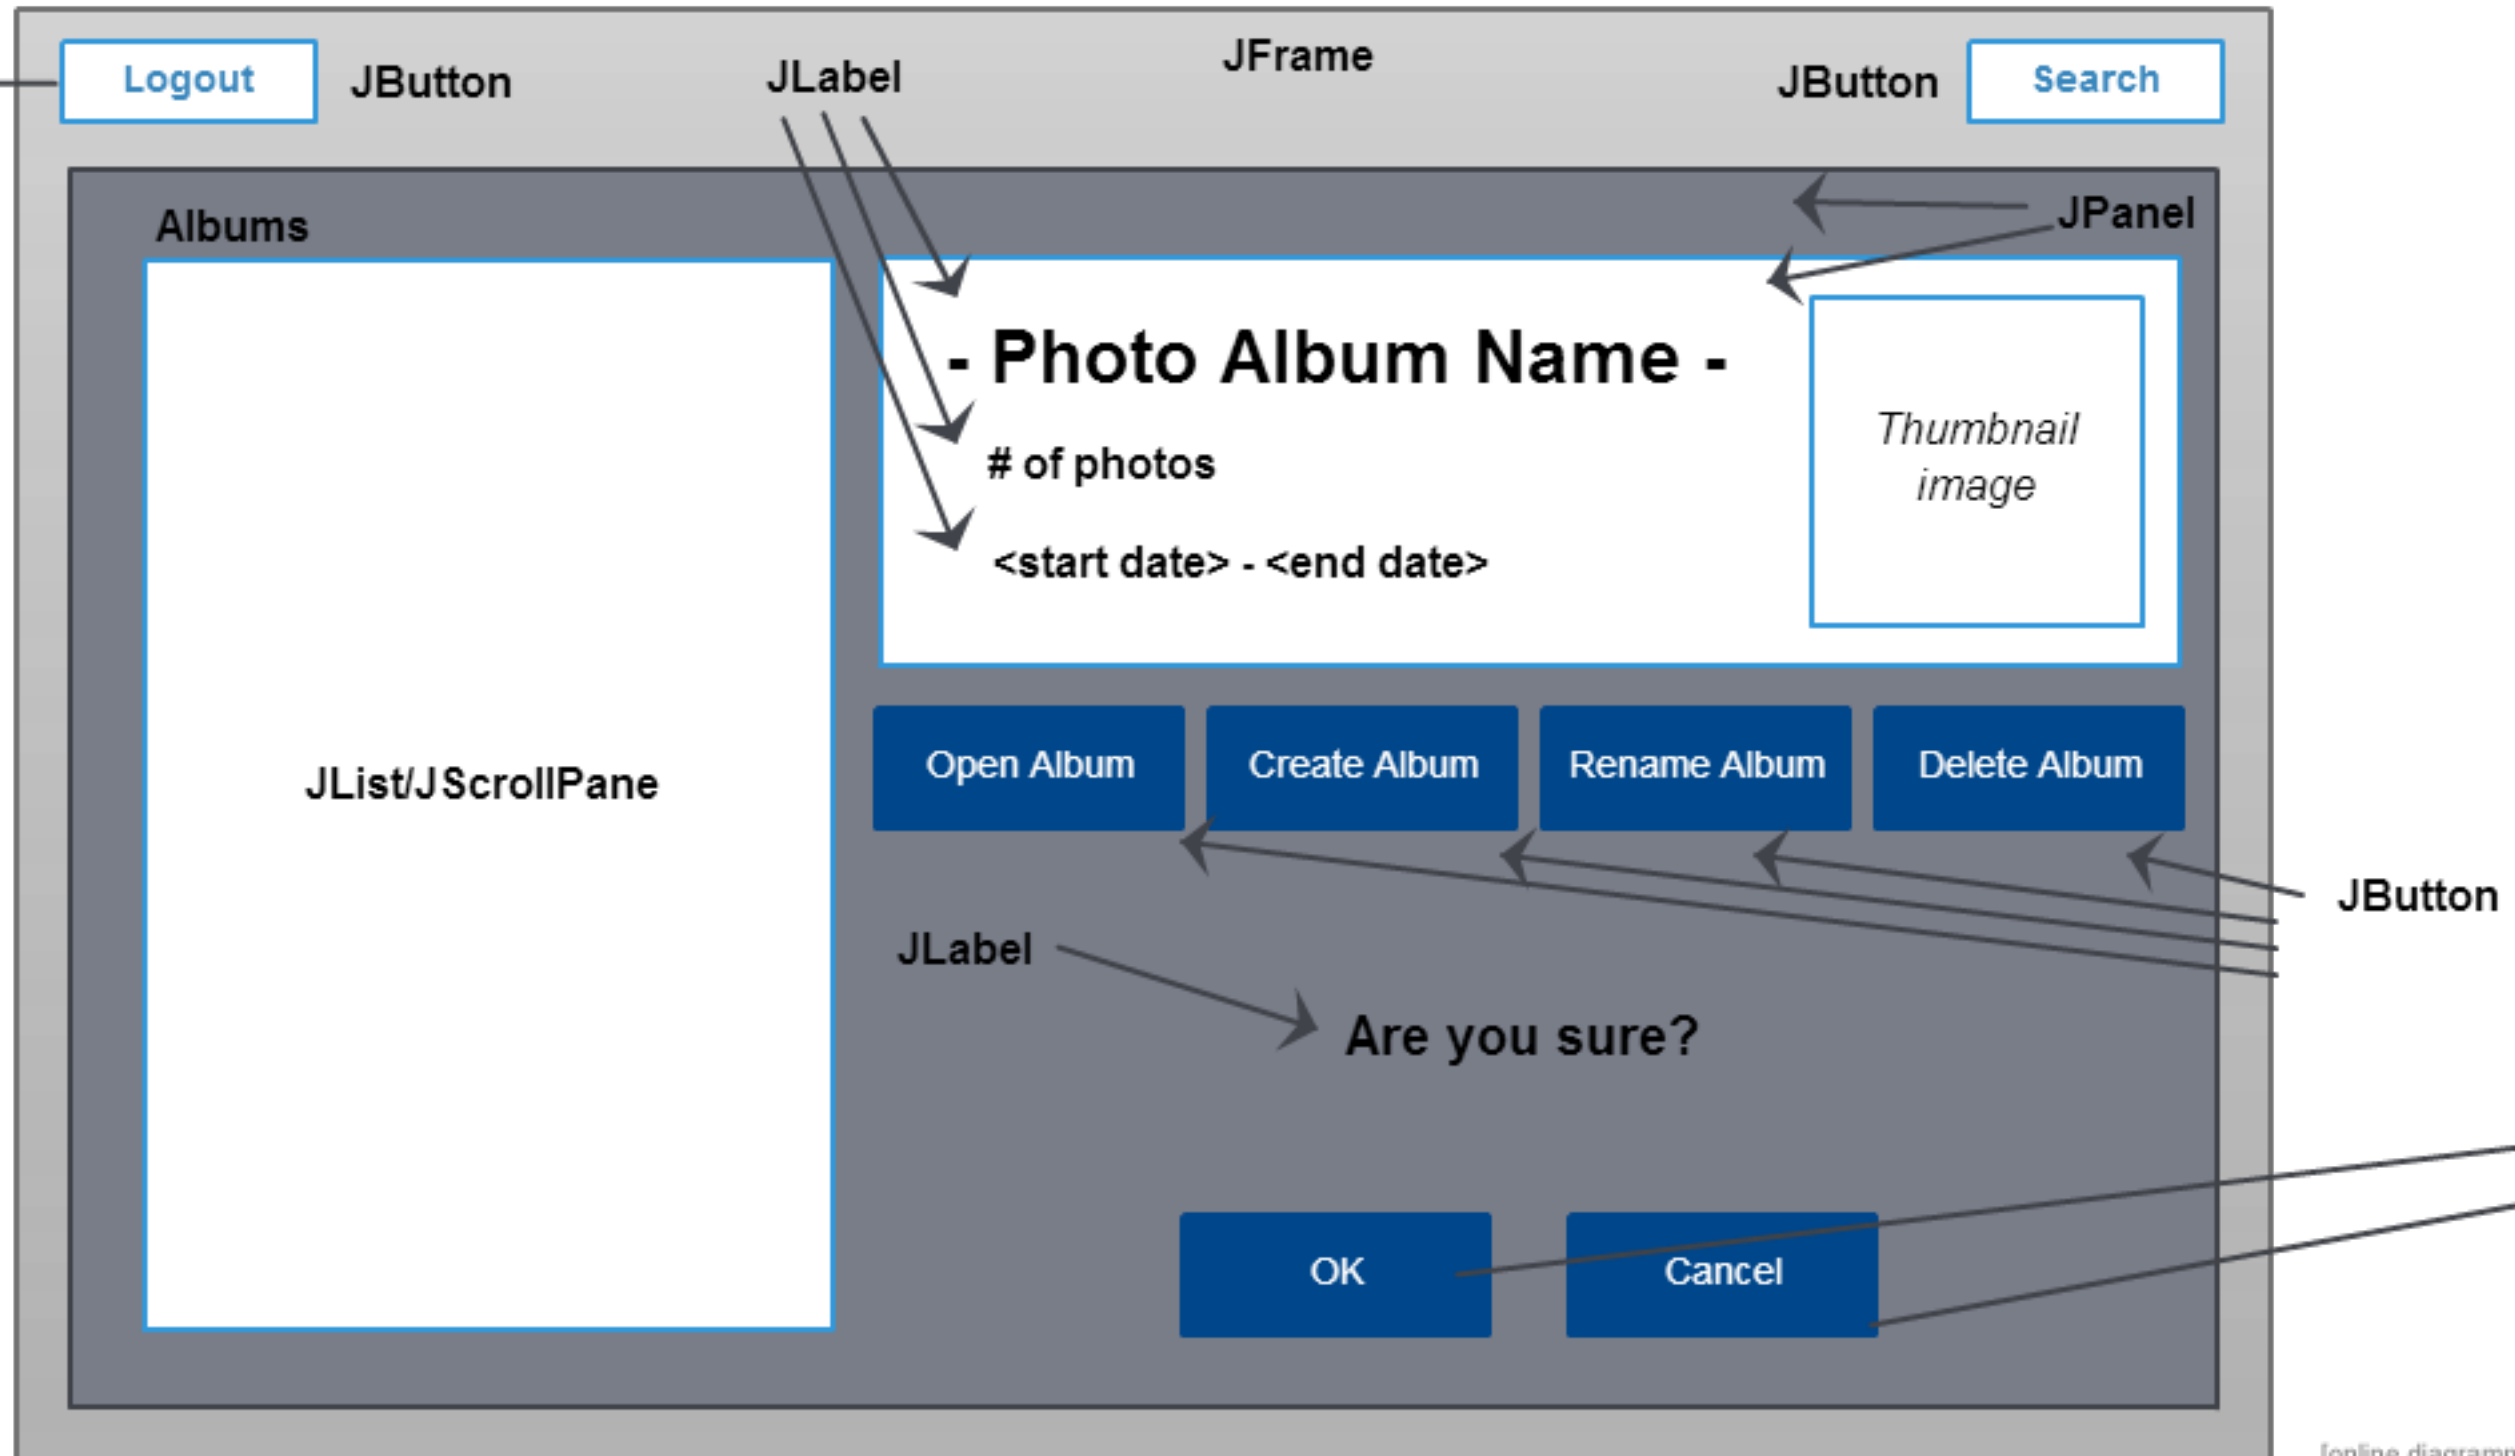 Logout JButton JLabel JFrame JButton Search
Albums JPanel
- Photo Album Name -
Thumbnail
image
# of photos
<start date> - <end date>
JList/JScrollPane
Open Album Create Album Rename Album Delete Album
JButton
JLabel
Are you sure?
OK Cancel